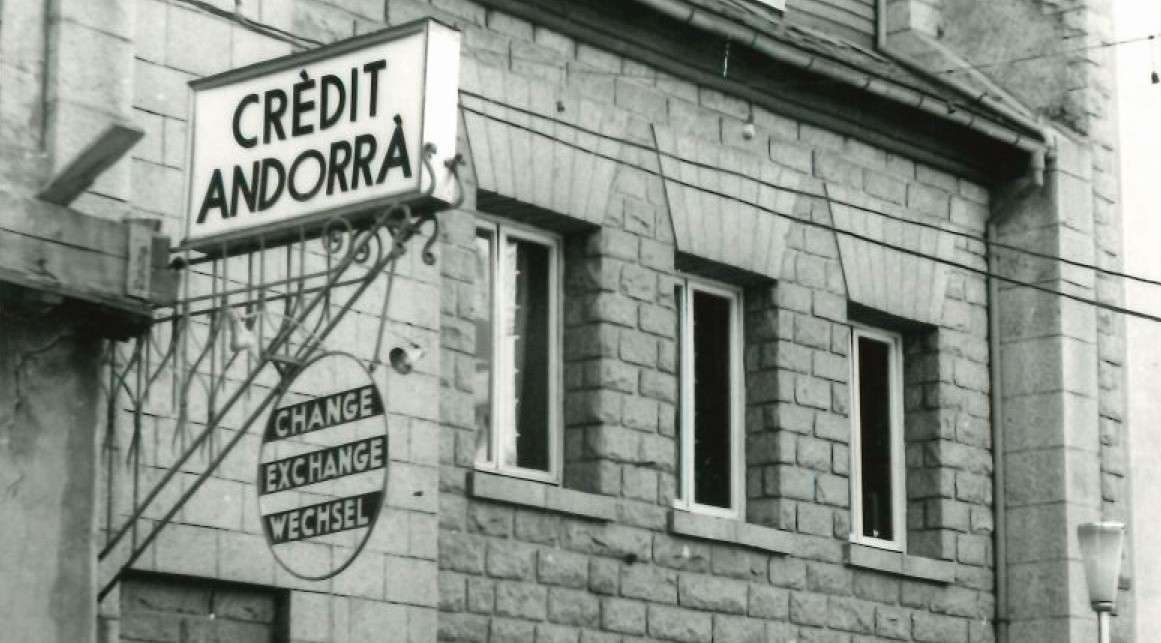 CRÈDIT
ANDORRÀ
CHANGE
EXCHANGE
WECHSEL